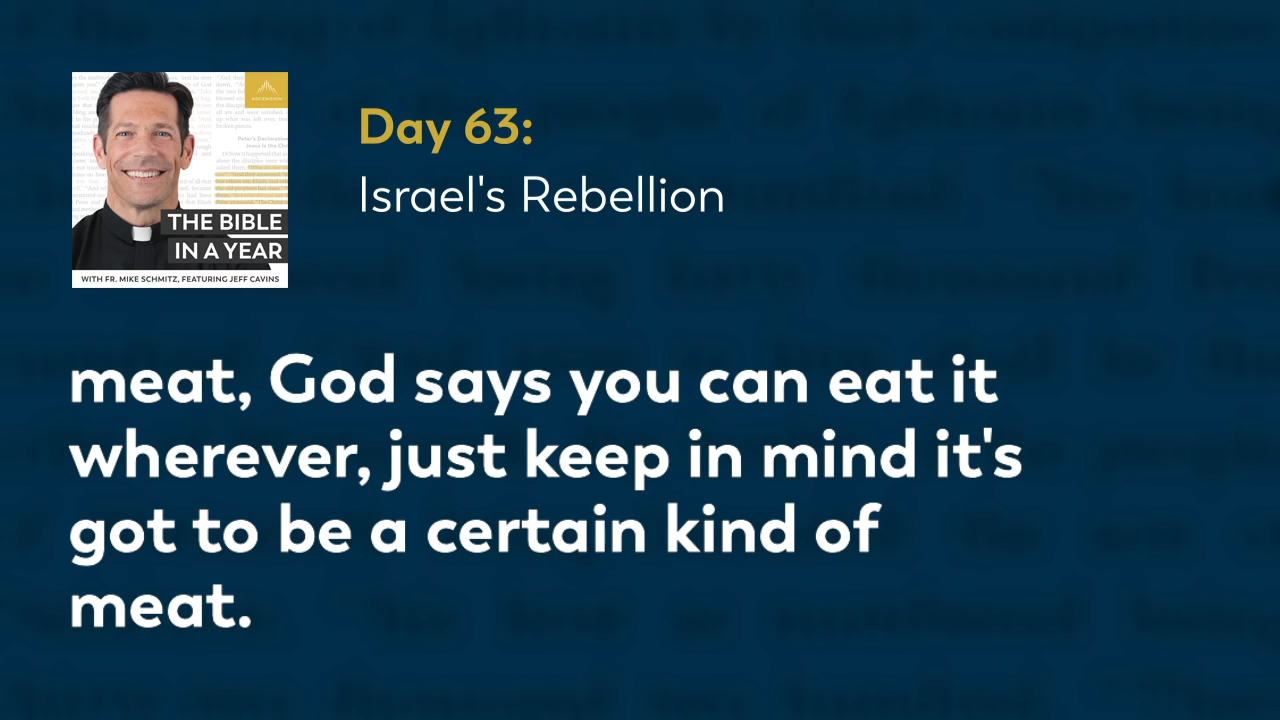 Day 63:
Israel's Rebellion
ASCENSION
THE BIBLE
IN A YEAR
WITH FR. MIKE SCHMITZ, FEATURING JEFF CAVINS
meat, God says you can eat it
wherever, just keep in mind it's
got to be a certain kind of
meat.